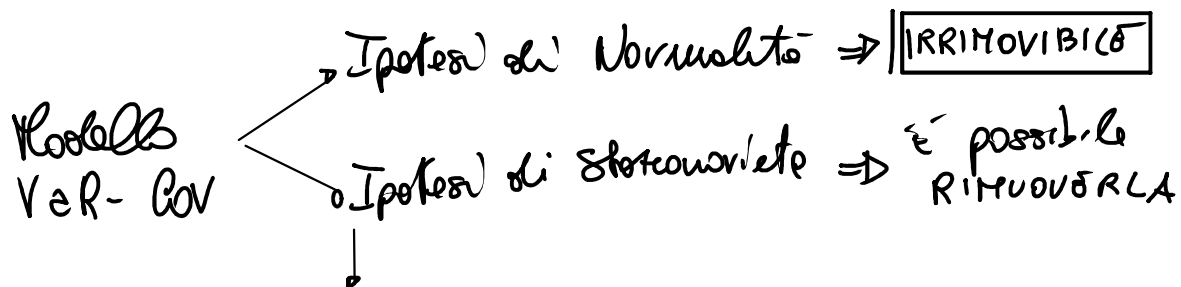 Ipotesi di Normalità ⇒ IRRIMOVIBILE
Modello
VaR - COV
Ipotesi di Stazionarietà ⇒ È possibile
RIMUOVERLA